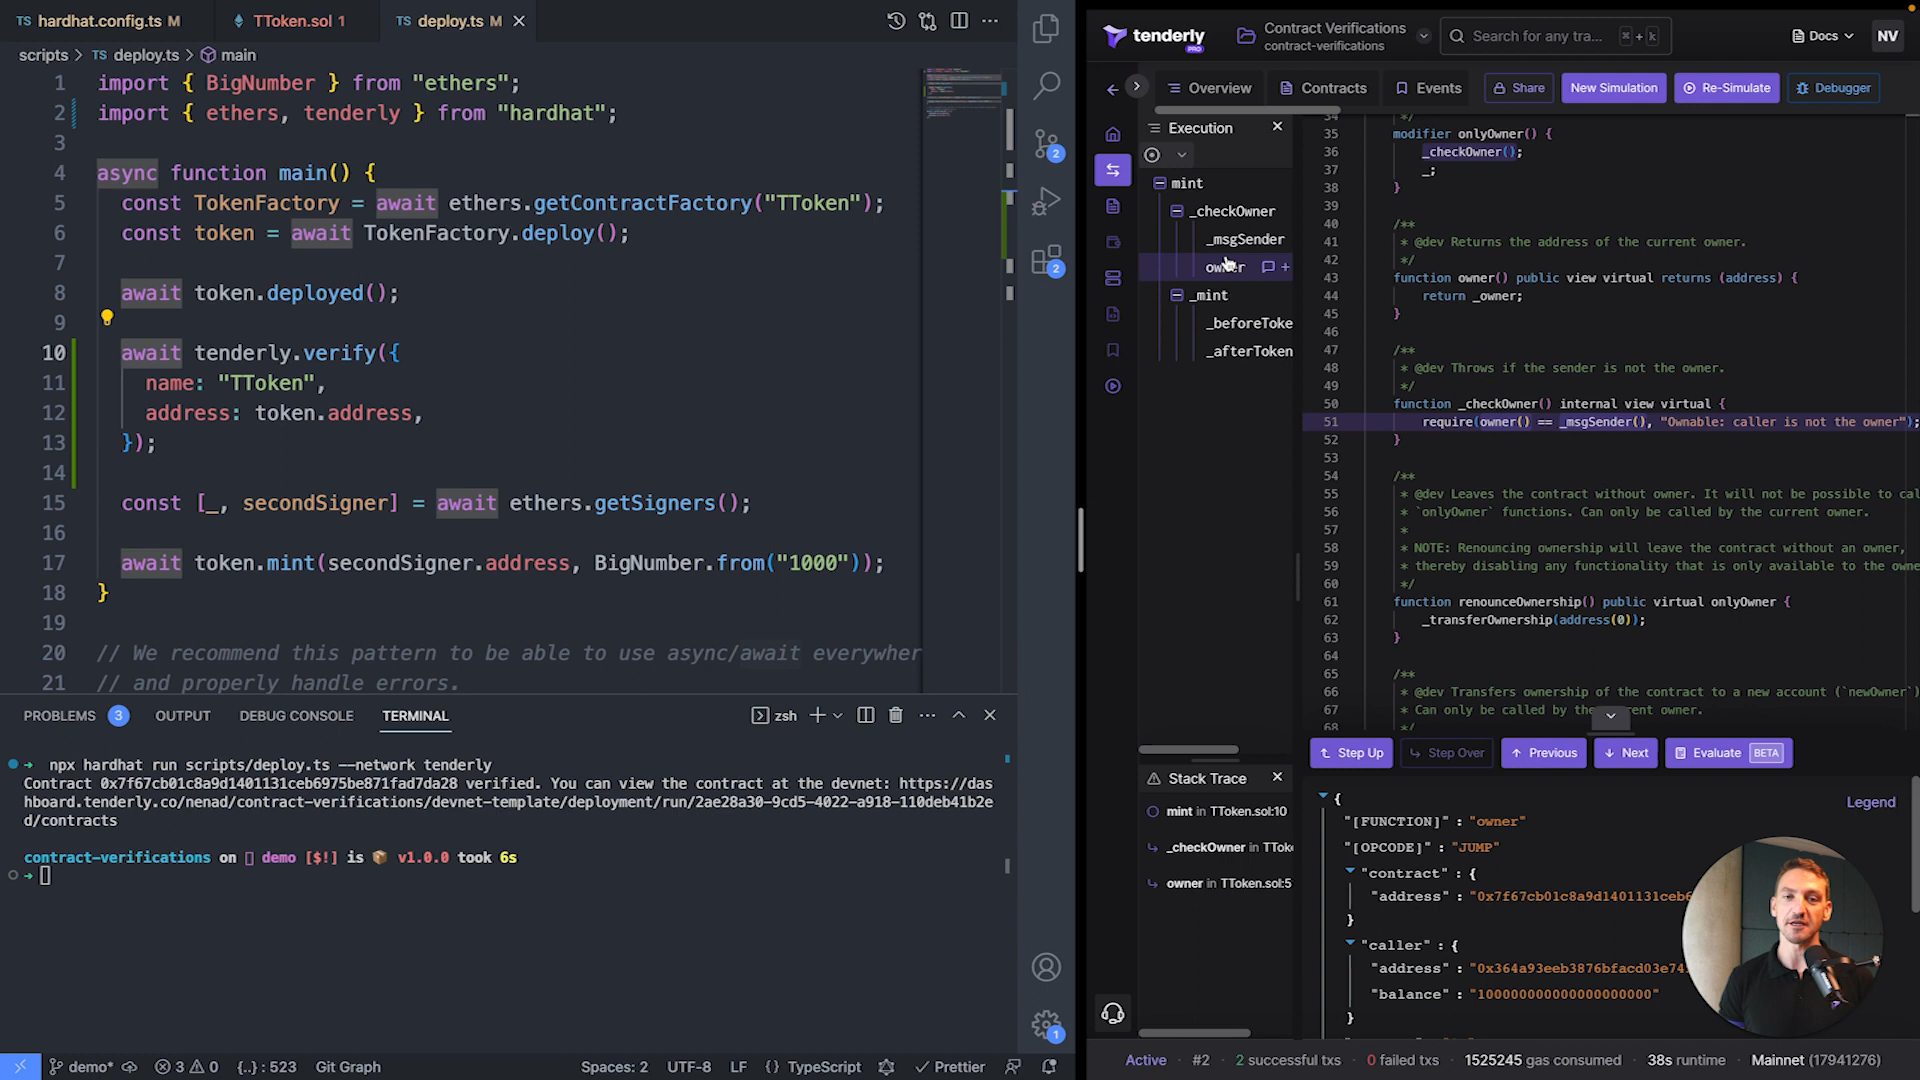 TS hardhat.config.ts M
TToken.sol 1
TS deploy.ts M
scripts > TS deploy.ts > main
1 import { BigNumber } from "ethers";
2 import { ethers, tenderly } from "hardhat";
3
4 async function main() {
5 const TokenFactory = await ethers.getContractFactory("TToken");
6 const token = await TokenFactory.deploy();
7
8 await token.deployed();
9
10 await tenderly.verify({
11 name: "TToken",
12 address: token.address,
13 });
14
15 const [_, secondSigner] = await ethers.getSigners();
16
17 await token.mint(secondSigner.address, BigNumber.from("1000"));
18 }
19
20 // We recommend this pattern to be able to use async/await everywher
21 // and properly handle errors.
PROBLEMS 3 OUTPUT DEBUG CONSOLE TERMINAL
zsh
npx hardhat run scripts/deploy.ts --network tenderly
Contract 0x7f67cb01c8a9d1401131ceb6975be871fad7da28 verified. You can view the contract at the devnet: https://das
hboard.tenderly.co/nenad/contract-verifications/devnet-template/deployment/run/2ae28a30-9cd5-4022-a918-110deb41b2e
d/contracts
contract-verifications on demo [$!] is v1.0.0 took 6s
demo* 3 0 {..} : 523 Git Graph Spaces: 2 UTF-8 LF {} TypeScript Prettier
2
2
1
tenderly PRO
Contract Verifications
contract-verifications
Search for any tra... ⌘ + k
Docs
NV
Overview Contracts Events Share New Simulation Re-Simulate Debugger
Execution
mint
_checkOwner
_msgSender
owner
_mint
_beforeToke
_afterToken
34 */
35 modifier onlyOwner() {
36 _checkOwner();
37 _;
38 }
39
40 /**
41 * @dev Returns the address of the current owner.
42 */
43 function owner() public view virtual returns (address) {
44 return _owner;
45 }
46
47 /**
48 * @dev Throws if the sender is not the owner.
49 */
50 function _checkOwner() internal view virtual {
51 require(owner() == _msgSender(), "Ownable: caller is not the owner");
52 }
53
54 /**
55 * @dev Leaves the contract without owner. It will not be possible to cal
56 * `onlyOwner` functions. Can only be called by the current owner.
57 *
58 * NOTE: Renouncing ownership will leave the contract without an owner,
59 * thereby disabling any functionality that is only available to the owne
60 */
61 function renounceOwnership() public virtual onlyOwner {
62 _transferOwnership(address(0));
63 }
64
65 /**
66 * @dev Transfers ownership of the contract to a new account (`newOwner`)
67 * Can only be called by the current owner.
68 */
Step Up Step Over Previous Next Evaluate BETA
Stack Trace
mint in TToken.sol:10
_checkOwner in TToke
owner in TToken.sol:5
Legend
{
"[FUNCTION]" : "owner"
"[OPCODE]" : "JUMP"
"contract" : {
"address" : "0x7f67cb01c8a9d1401131ceb6
}
"caller" : {
"address" : "0x364a93eeb3876bfacd03e74
"balance" : "100000000000000000000"
}
Active #2 2 successful txs 0 failed txs 1525245 gas consumed 38s runtime Mainnet (17941276)